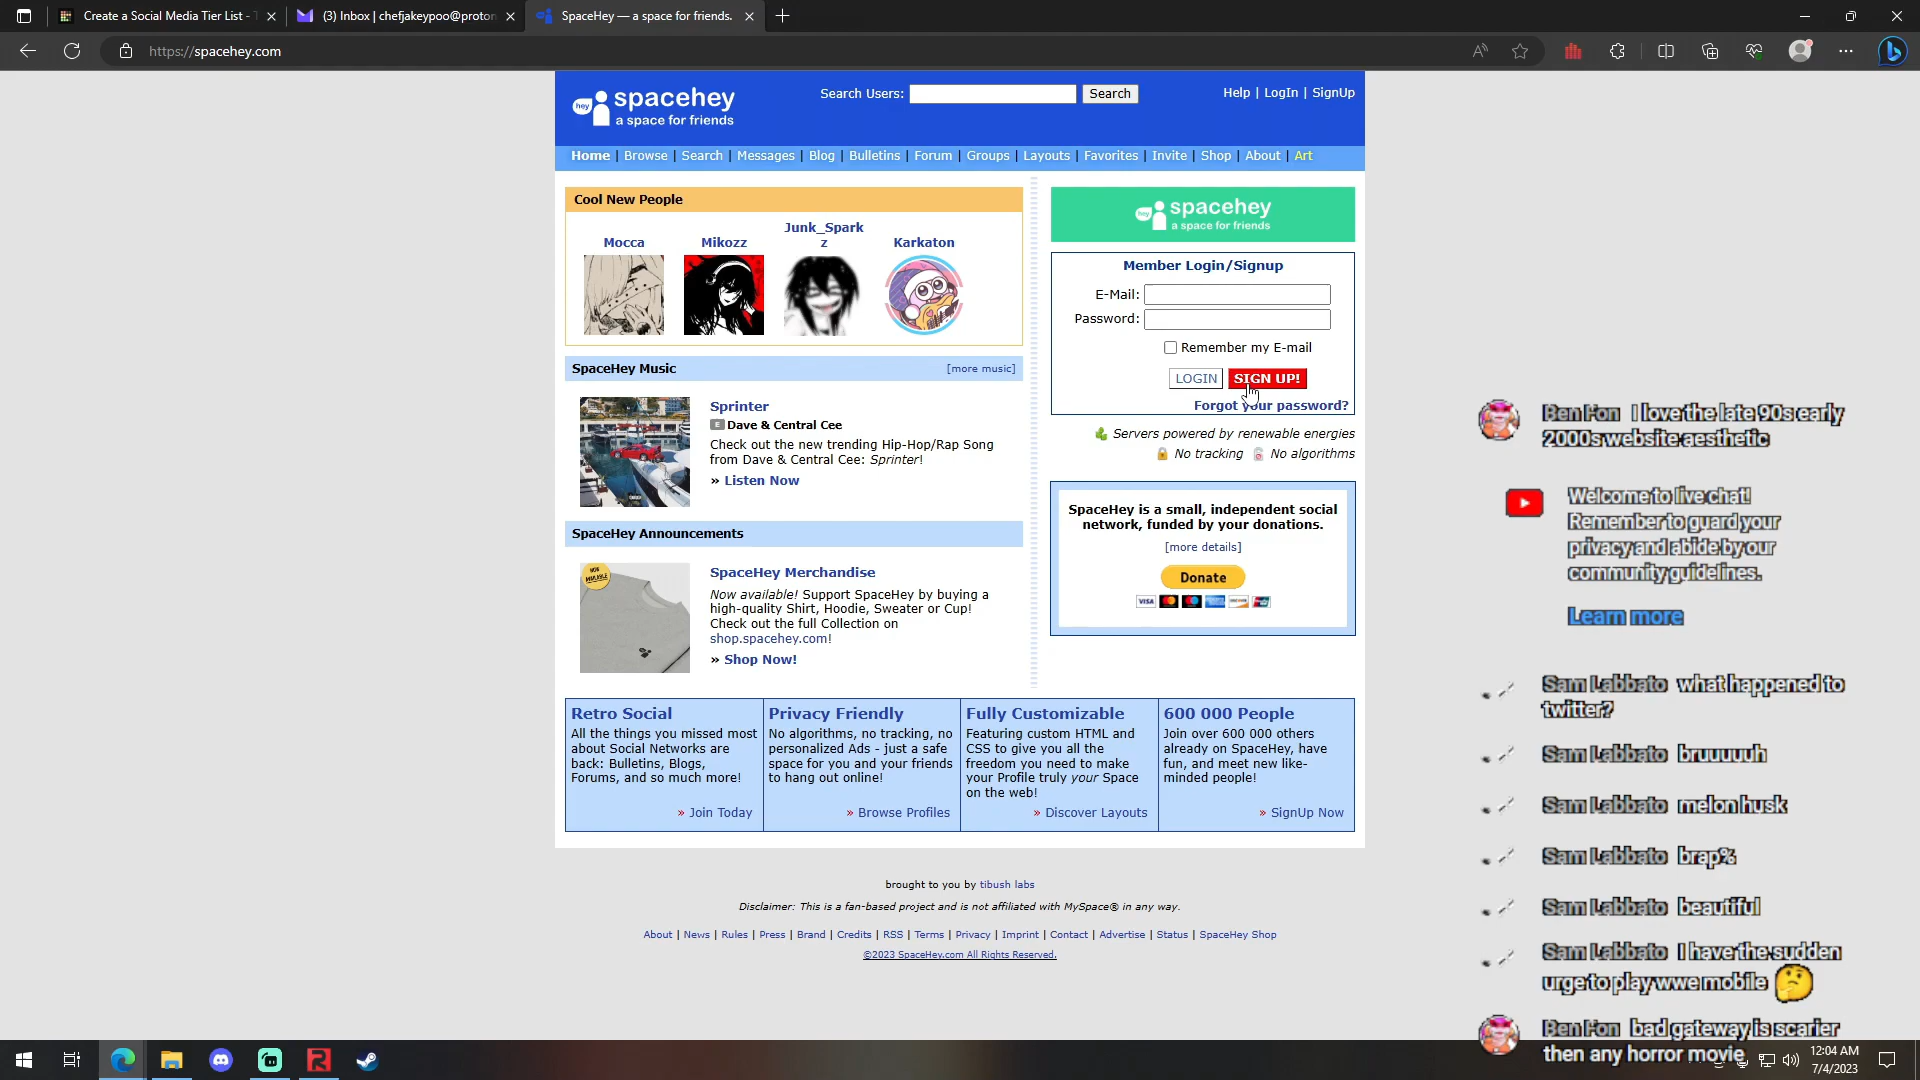 Create a Social Media Tier List - T
(3) Inbox | chefjakeypoo@proton
SpaceHey — a space for friends.
https://spacehey.com
hey
spacehey
a space for friends
Search Users:
Search
Help | LogIn | SignUp
Home | Browse | Search | Messages | Blog | Bulletins | Forum | Groups | Layouts | Favorites | Invite | Shop | About | Art
Cool New People
Mocca
Mikozz
Junk_Spark
z
Karkaton
SpaceHey Music
[more music]
Sprinter
E Dave & Central Cee
Check out the new trending Hip-Hop/Rap Song
from Dave & Central Cee: Sprinter!
» Listen Now
SpaceHey Announcements
NOW
AVAILABLE!
SpaceHey Merchandise
Now available! Support SpaceHey by buying a
high-quality Shirt, Hoodie, Sweater or Cup!
Check out the full Collection on
shop.spacehey.com!
» Shop Now!
hey
spacehey
a space for friends
Member Login/Signup
E-Mail:
Password:
Remember my E-mail
LOGIN
SIGN UP!
Forgot your password?
Servers powered by renewable energies
No tracking
No algorithms
SpaceHey is a small, independent social
network, funded by your donations.
[more details]
Donate
VISA
Retro Social
All the things you missed most
about Social Networks are
back: Bulletins, Blogs,
Forums, and so much more!
» Join Today
Privacy Friendly
No algorithms, no tracking, no
personalized Ads - just a safe
space for you and your friends
to hang out online!
» Browse Profiles
Fully Customizable
Featuring custom HTML and
CSS to give you all the
freedom you need to make
your Profile truly your Space
on the web!
» Discover Layouts
600 000 People
Join over 600 000 others
already on SpaceHey, have
fun, and meet new like-
minded people!
» SignUp Now
brought to you by tibush labs
Disclaimer: This is a fan-based project and is not affiliated with MySpace® in any way.
About | News | Rules | Press | Brand | Credits | RSS | Terms | Privacy | Imprint | Contact | Advertise | Status | SpaceHey Shop
©2023 SpaceHey.com All Rights Reserved.
Ben Fon I love the late 90s early
2000s website aesthetic
Welcome to live chat!
Remember to guard your
privacy and abide by our
community guidelines.
Learn more
Sam Labbato what happened to
twitter?
Sam Labbato bruuuuuh
Sam Labbato melon husk
Sam Labbato brap%
Sam Labbato beautiful
Sam Labbato I have the sudden
urge to play wwe mobile
Ben Fon bad gateway is scarier
then any horror movie
12:04 AM
7/4/2023